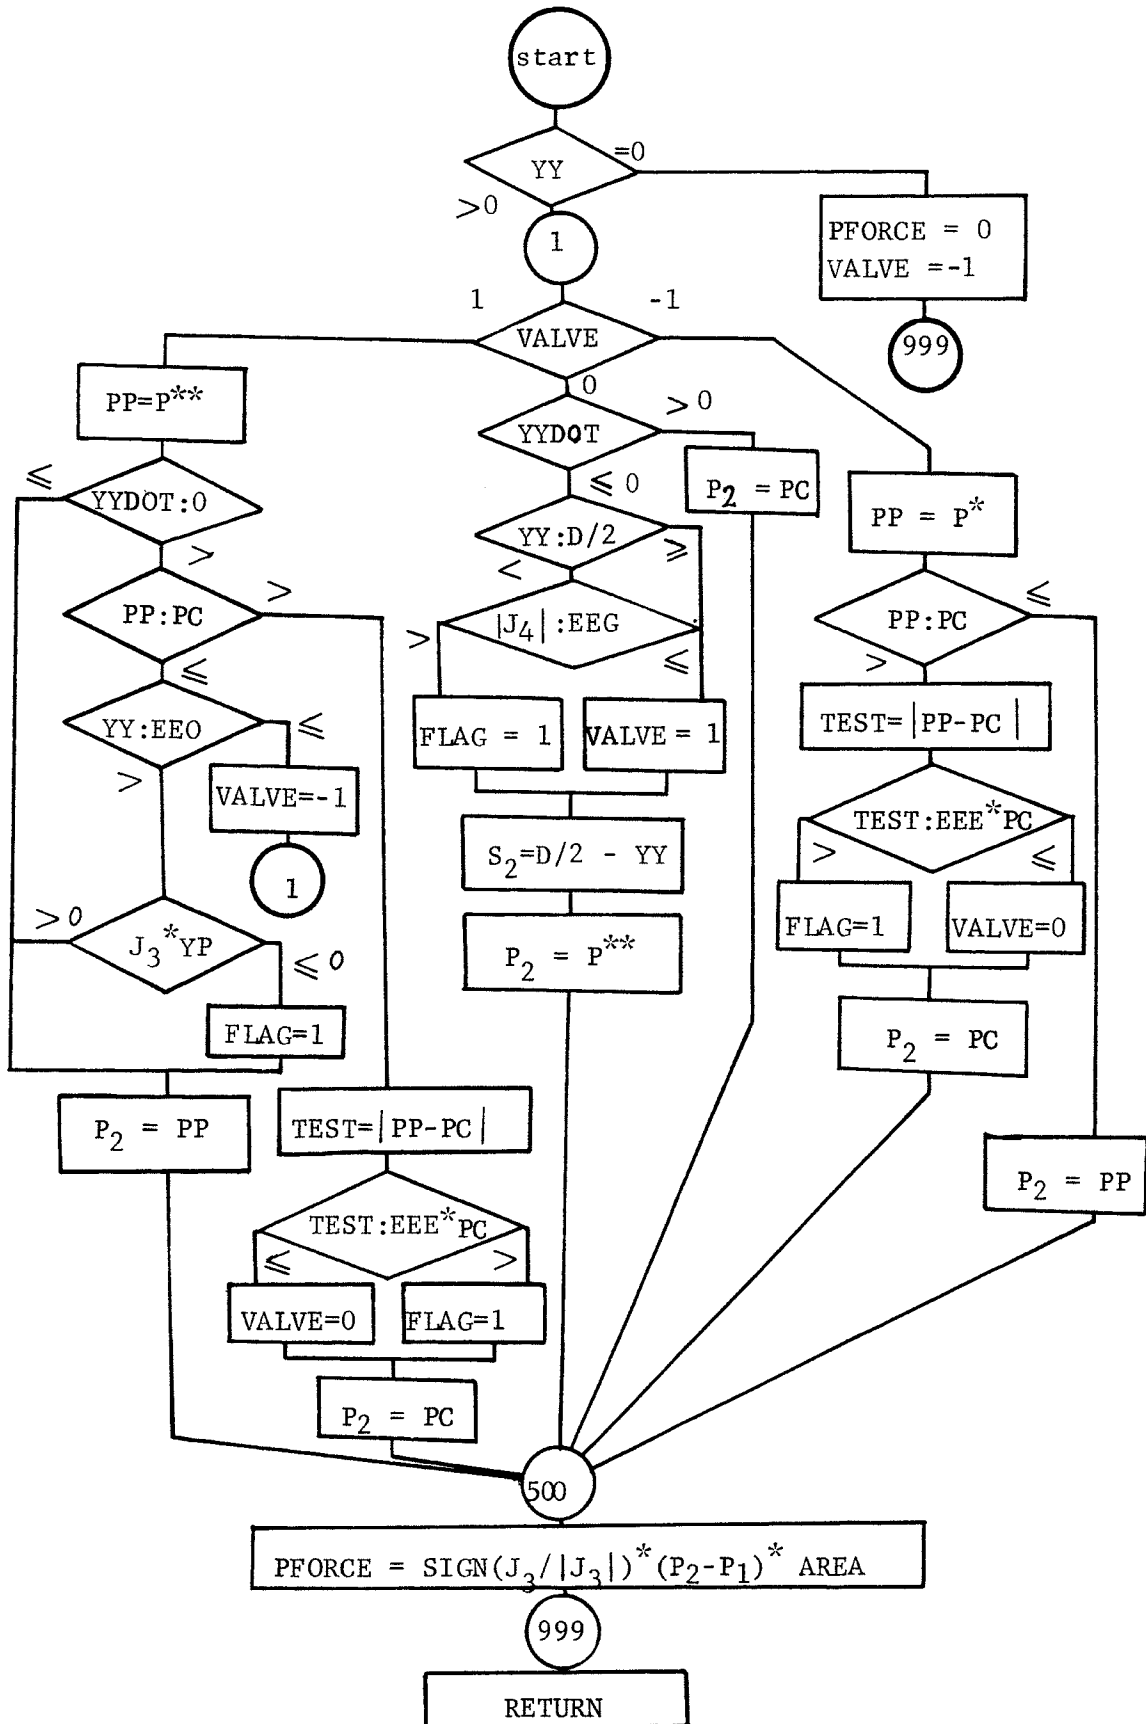 start
YY
=0
>0
1
PFORCE = 0
VALVE =-1
999
1
VALVE
-1
0
PP=P**
YYDOT
>0
P2 = PC
≤ 0
PP = P*
≤
YYDOT:0
>
YY:D/2
≥
<
PP:PC
>
≤
|J4| :EEG
>
≤
PP:PC
≤
>
YY:EEO
≤
>
VALVE=-1
1
FLAG = 1
VALVE = 1
TEST=|PP-PC|
TEST:EEE*PC
>
≤
S2=D/2 - YY
FLAG=1
VALVE=0
>0
J3*YP
≤ 0
FLAG=1
P2 = P**
P2 = PC
P2 = PP
TEST=|PP-PC|
P2 = PP
TEST:EEE*PC
≤
>
VALVE=0
FLAG=1
P2 = PC
500
PFORCE = SIGN(J3/|J3|)*(P2-P1)* AREA
999
RETURN